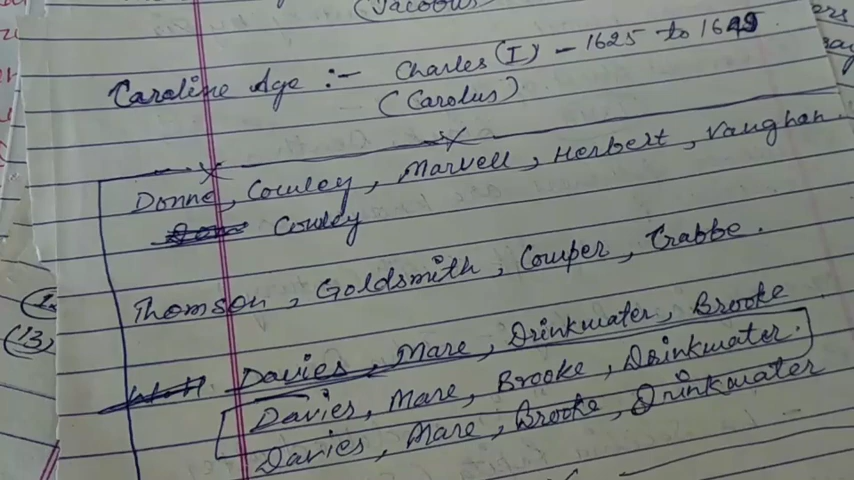 (Jacobus
Caroline Age :- Charles (I) - 1625 to 1649
(Carolus)
Donne, Cowley, Marvell, Herbert, Vaughan.
Cowley
Thomson, Goldsmith, Cowper, Crabbe.
Davies, Mare, Drinkwater, Brooke
Davies, Mare, Brooke, Drinkwater.
Davies, Mare, Brooke, Drinkwater
(13)